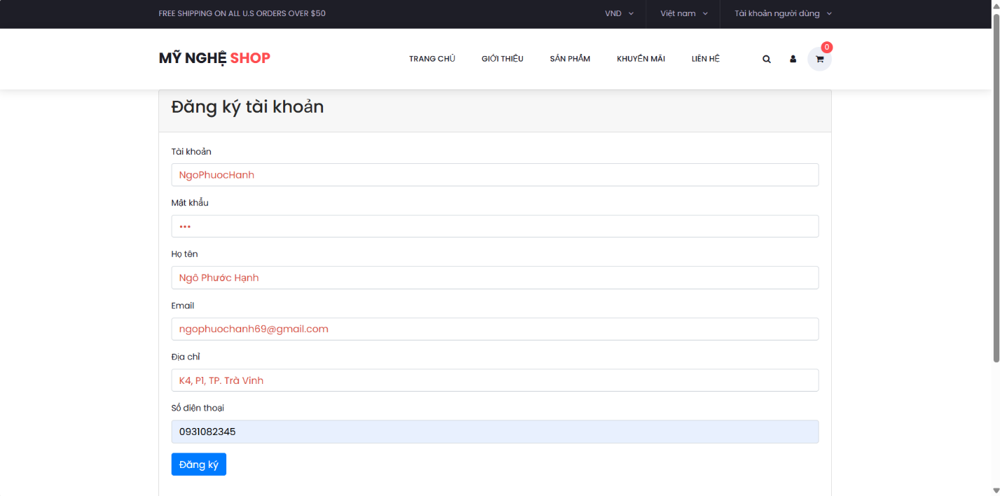 FREE SHIPPING ON ALL U.S ORDERS OVER $50 VND Việt nam Tài khoản người dùng
MỸ NGHỆ SHOP TRANG CHỦ GIỚI THIỆU SẢN PHẨM KHUYẾN MÃI LIÊN HỆ 0
Đăng ký tài khoản
Tài khoản
NgoPhuocHanh
Mật khẩu
•••
Họ tên
Ngô Phước Hạnh
Email
ngophuochanh69@gmail.com
Địa chỉ
K4, P1, TP. Trà Vinh
Số điện thoại
0931082345
Đăng ký